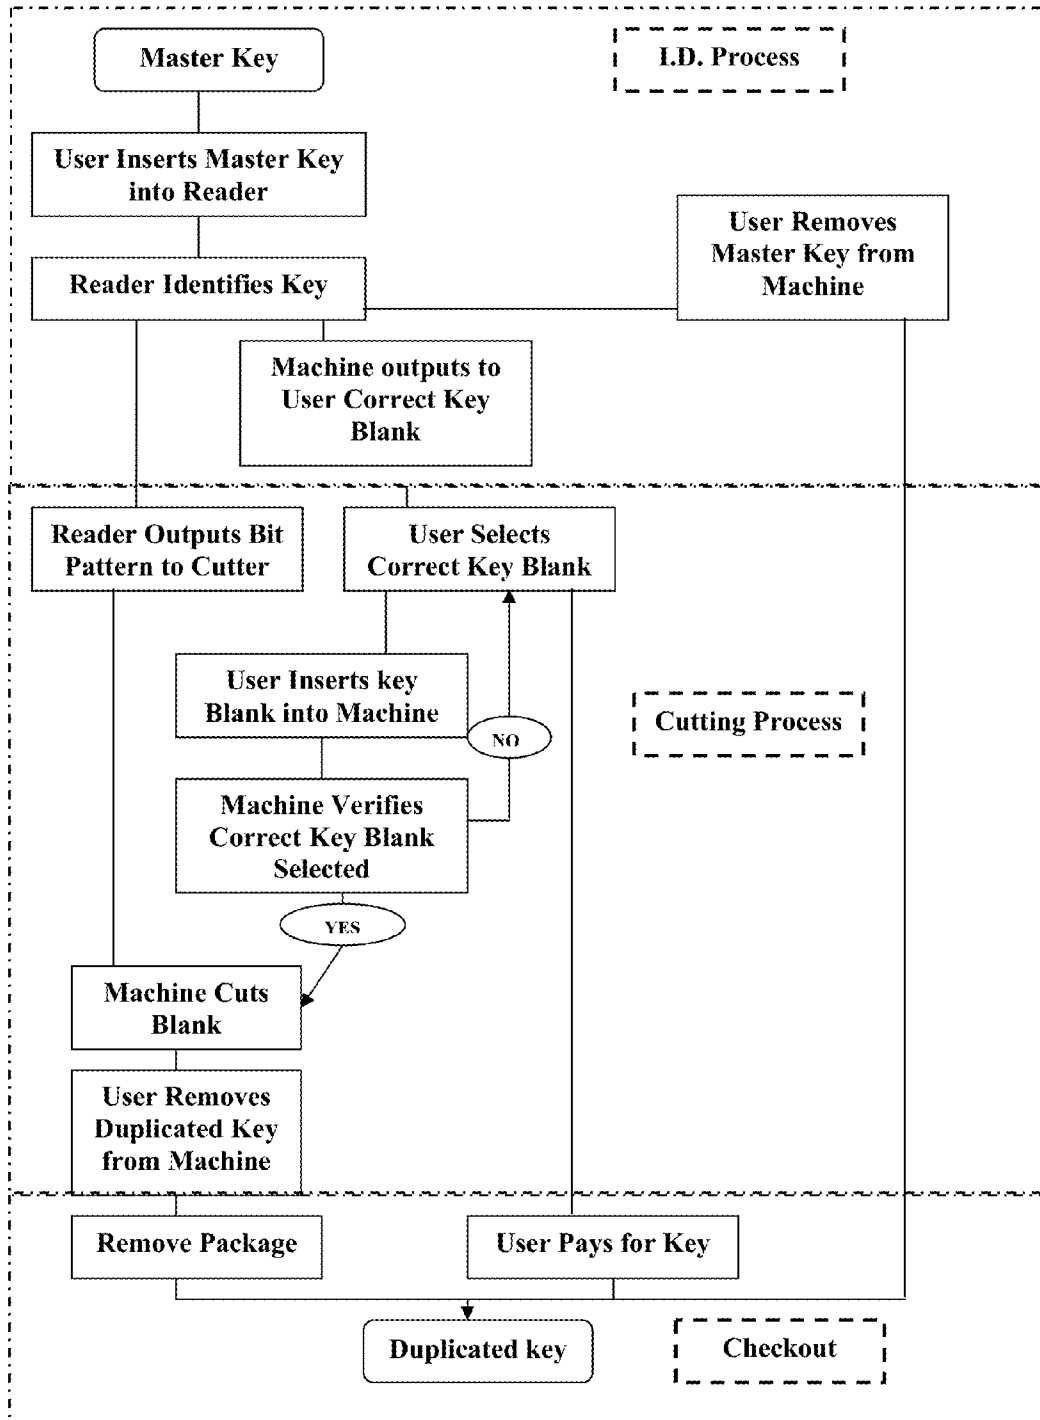 Master Key
I.D. Process
User Inserts Master Key
into Reader
User Removes
Master Key from
Machine
Reader Identifies Key
Machine outputs to
User Correct Key
Blank
Reader Outputs Bit
Pattern to Cutter
User Selects
Correct Key Blank
User Inserts key
Blank into Machine
NO
Cutting Process
Machine Verifies
Correct Key Blank
Selected
YES
Machine Cuts
Blank
User Removes
Duplicated Key
from Machine
Remove Package
User Pays for Key
Duplicated key
Checkout